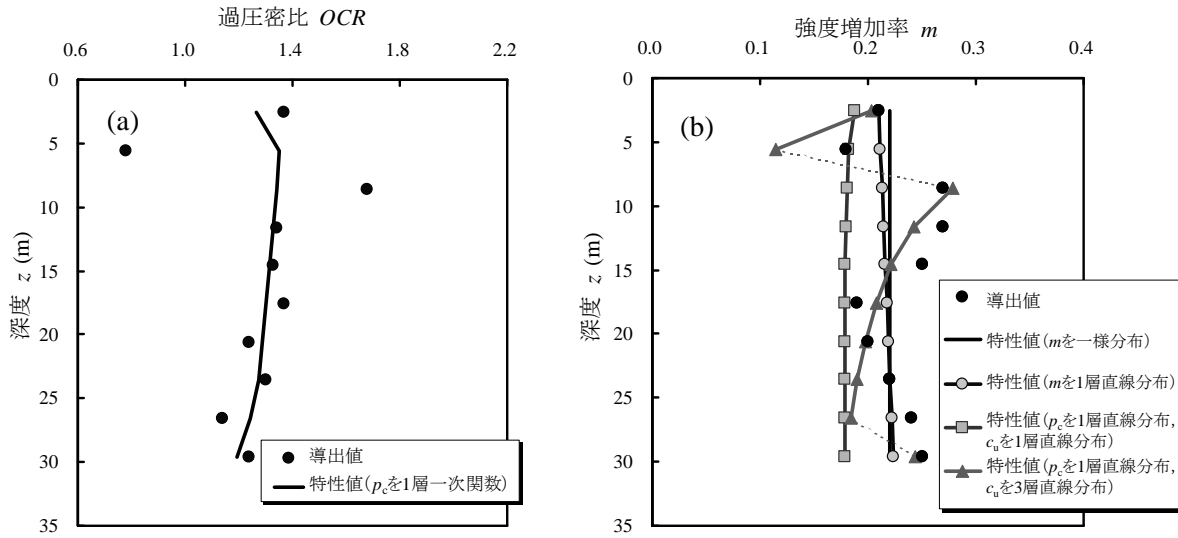 過圧密比 OCR
0.6 1.0 1.4 1.8 2.2
0
5
10
15
20
25
30
35
深度 z (m)
(a)
導出値
特性値(pcを1層一次関数)
強度増加率 m
0.0 0.1 0.2 0.3 0.4
0
5
10
15
20
25
30
35
深度 z (m)
(b)
導出値
特性値(mを一様分布)
特性値(mを1層直線分布)
特性値(pcを1層直線分布,
cuを1層直線分布)
特性値(pcを1層直線分布,
cuを3層直線分布)